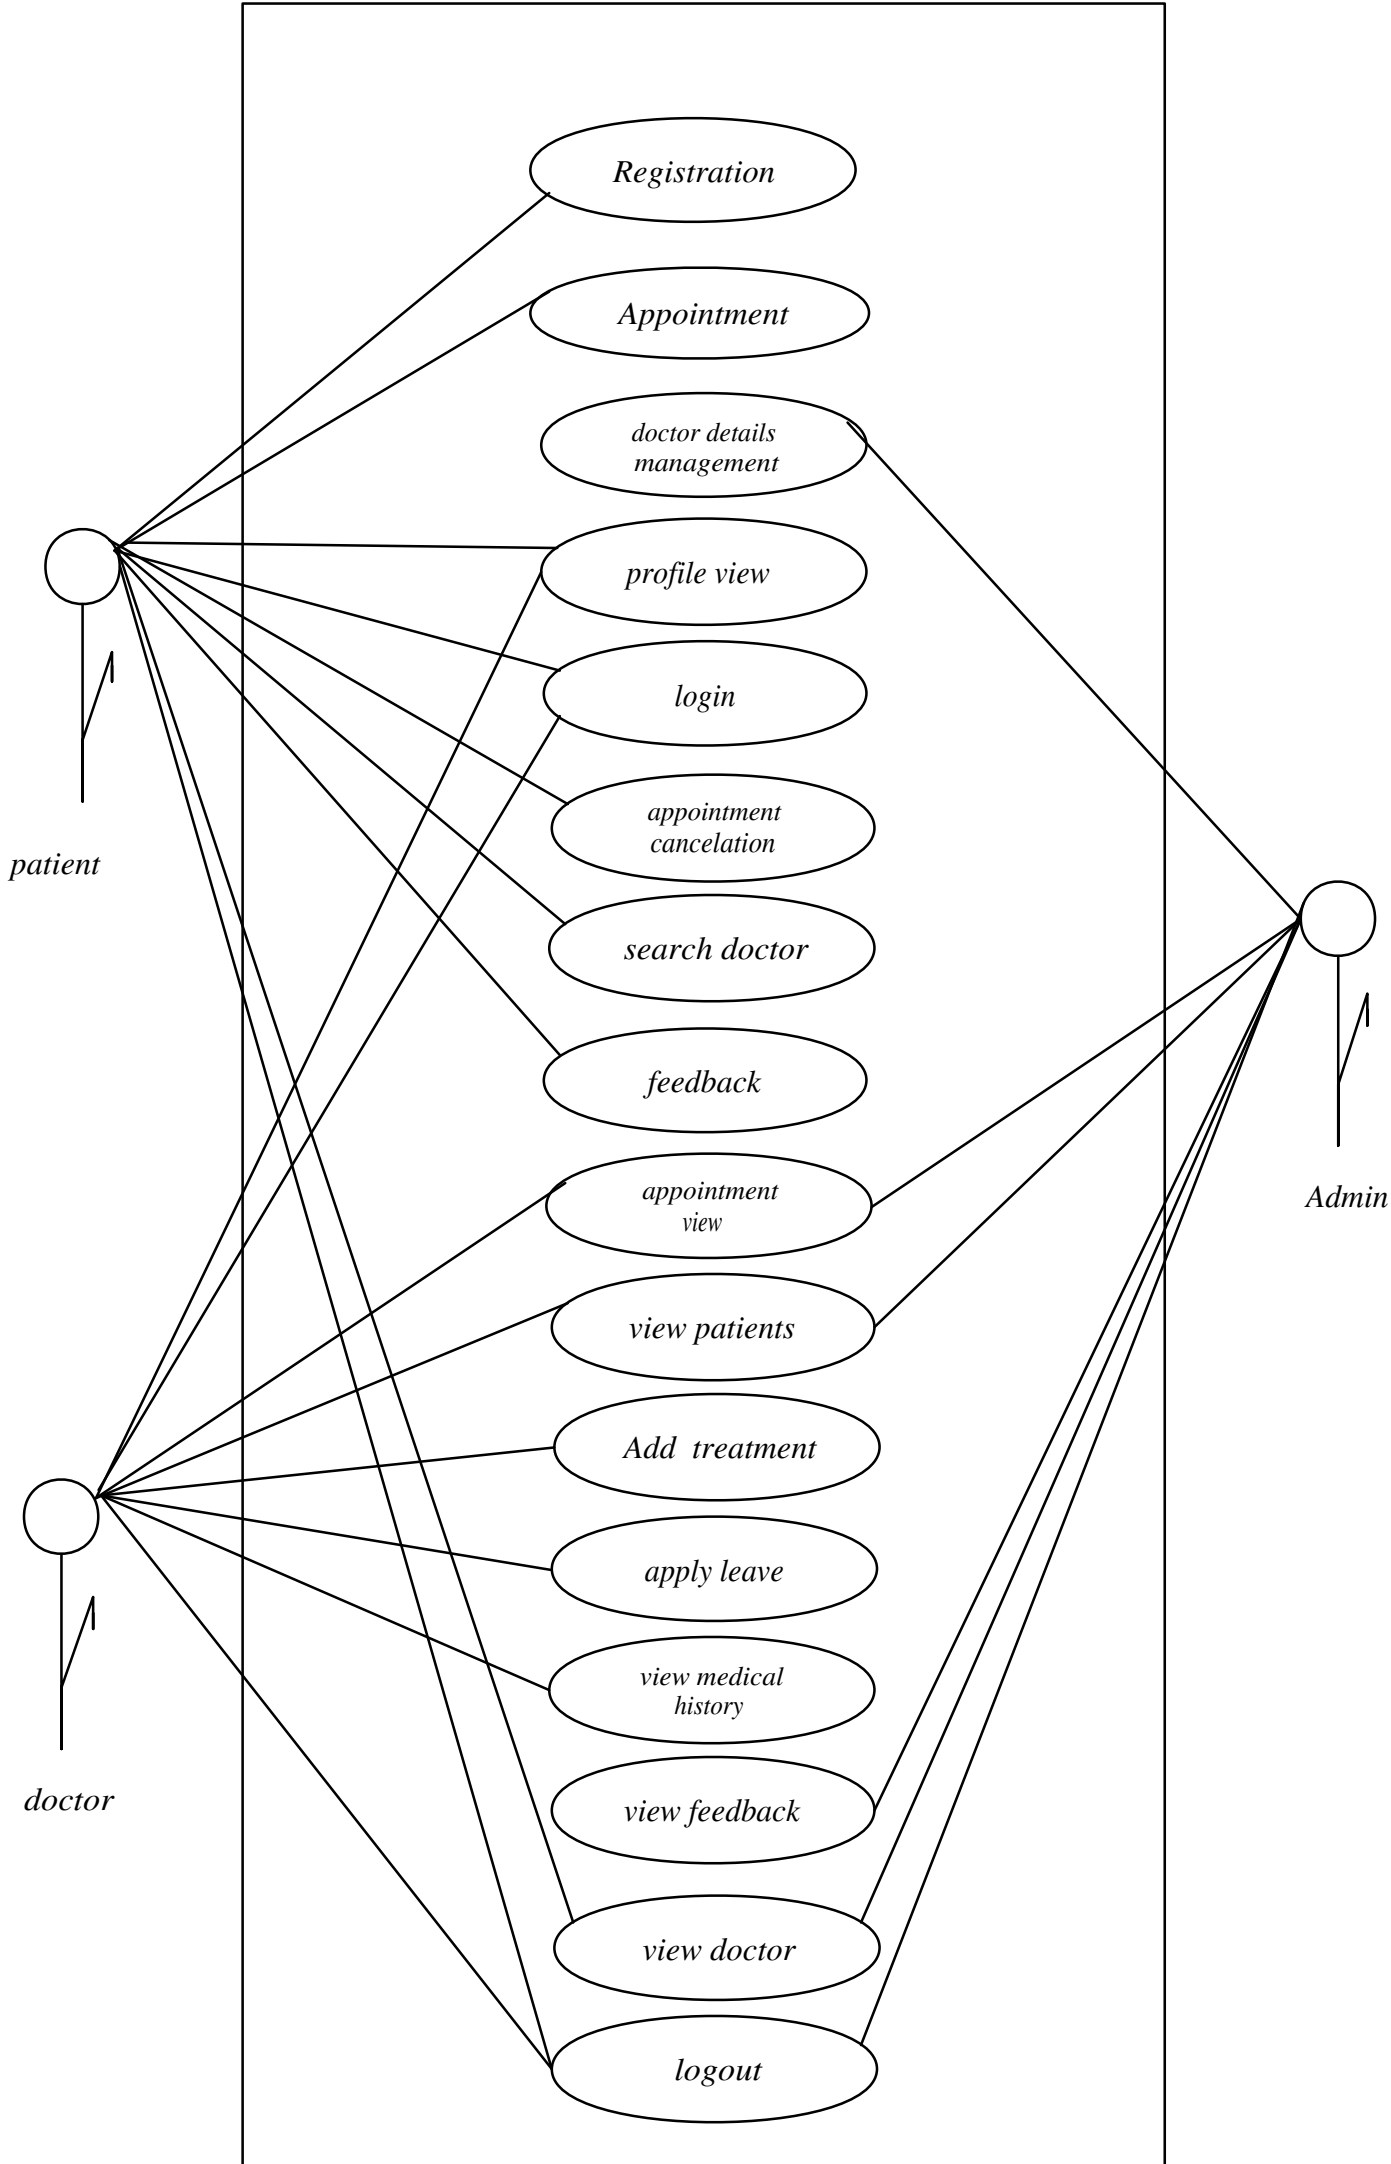 Registration
Appointment
doctor details
management
profile view
login
appointment
cancelation
patient
search doctor
feedback
appointment
view
Admin
view patients
Add treatment
apply leave
view medical
history
doctor
view feedback
view doctor
logout